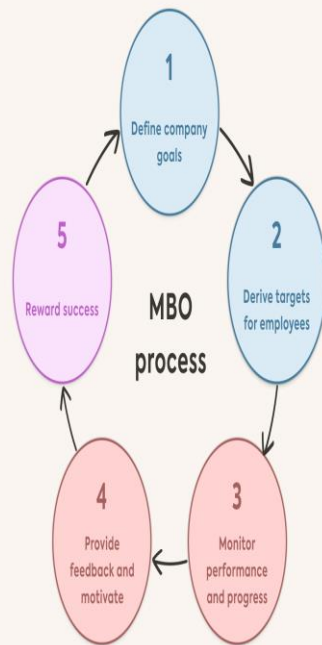 1
Define company
goals
2
Derive targets
for employees
3
Monitor
performance
and progress
4
Provide
feedback and
motivate
5
Reward success
MBO
process